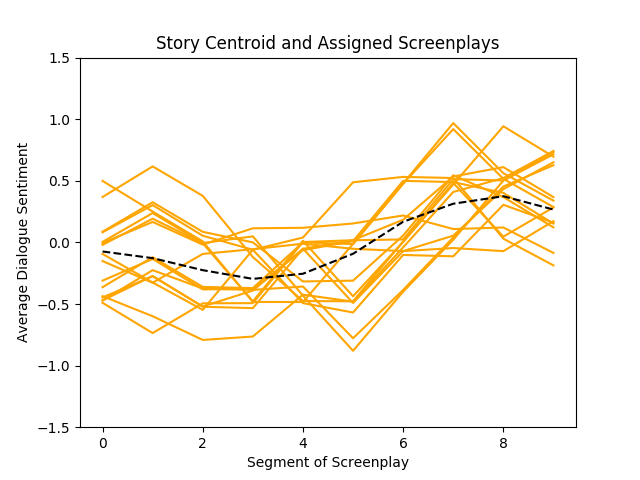 Story Centroid and Assigned Screenplays
Average Dialogue Sentiment
1.5
1.0
0.5
0.0
−0.5
−1.0
−1.5
0 2 4 6 8
Segment of Screenplay